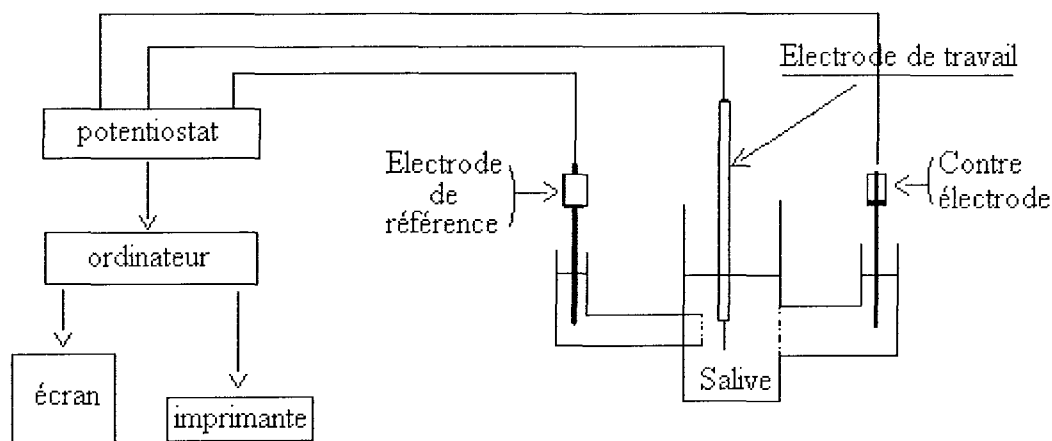 Electrode de travail
potentiostat
Electrode
de
référence
Contre
électrode
ordinateur
écran
imprimante
Salive